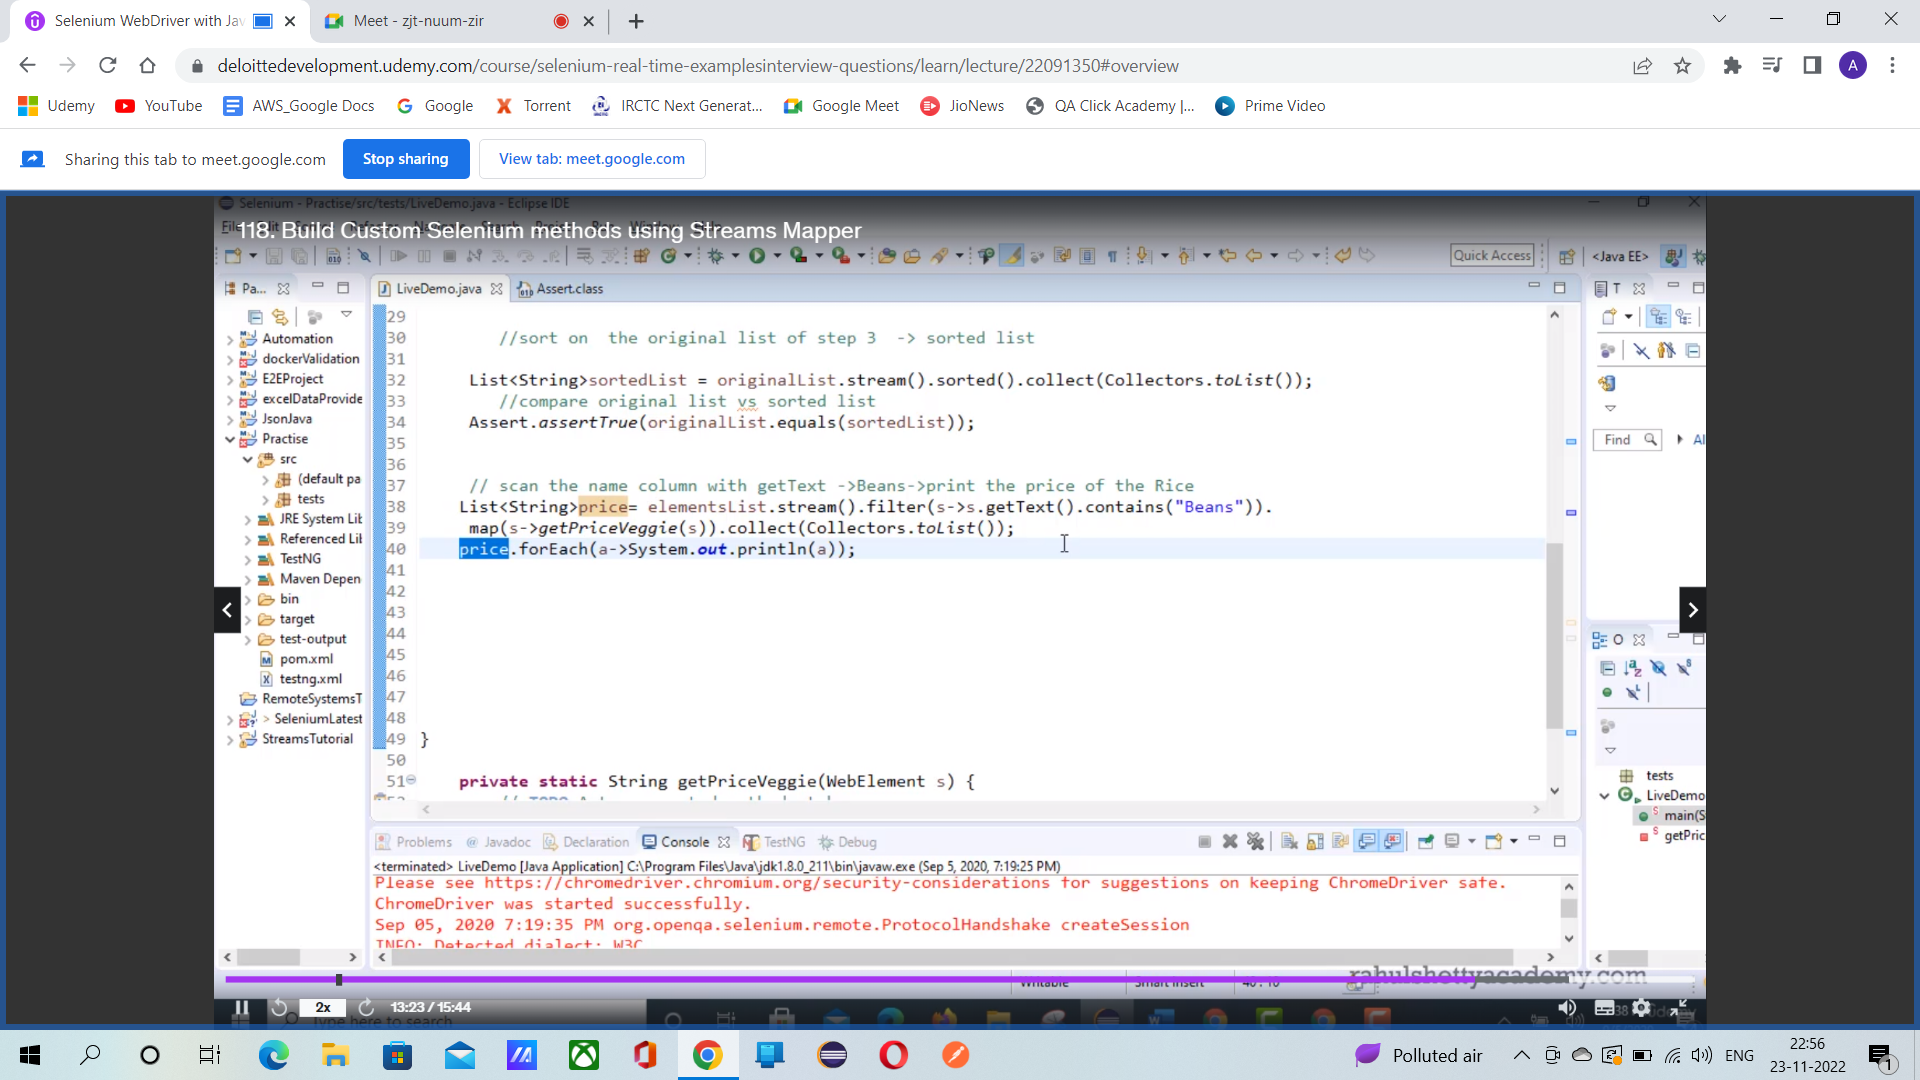 Selenium WebDriver with Jav
Meet - zjt-nuum-zir
deloittedevelopment.udemy.com/course/selenium-real-time-examplesinterview-questions/learn/lecture/22091350#overview
Udemy
YouTube
AWS_Google Docs
Google
Torrent
IRCTC Next Generat...
Google Meet
JioNews
QA Click Academy |...
Prime Video
Sharing this tab to meet.google.com
Stop sharing
View tab: meet.google.com
Selenium - Practise/src/tests/LiveDemo.java - Eclipse IDE
118. Build Custom Selenium methods using Streams Mapper
Quick Access
<Java EE>
Pa...
LiveDemo.java
Assert.class
T
Automation
dockerValidation
E2EProject
excelDataProvide
JsonJava
Practise
src
(default pa
tests
JRE System Lib
Referenced Lib
TestNG
Maven Depen
bin
target
test-output
pom.xml
testng.xml
RemoteSystemsT
> SeleniumLatest
StreamsTutorial
29
30 //sort on the original list of step 3 -> sorted list
31
32 List<String>sortedList = originalList.stream().sorted().collect(Collectors.toList());
33 //compare original list vs sorted list
34 Assert.assertTrue(originalList.equals(sortedList));
35
36
37 // scan the name column with getText ->Beans->print the price of the Rice
38 List<String>price= elementsList.stream().filter(s->s.getText().contains("Beans")).
39 map(s->getPriceVeggie(s)).collect(Collectors.toList());
40 price.forEach(a->System.out.println(a));
41
42
43
44
45
46
47
48
49 }
50
51 private static String getPriceVeggie(WebElement s) {
Find
Al
O
tests
LiveDemo
main(S
getPric
Problems
@ Javadoc
Declaration
Console
TestNG
Debug
<terminated> LiveDemo [Java Application] C:\Program Files\Java\jdk1.8.0_211\bin\javaw.exe (Sep 5, 2020, 7:19:25 PM)
Please see https://chromedriver.chromium.org/security-considerations for suggestions on keeping ChromeDriver safe.
ChromeDriver was started successfully.
Sep 05, 2020 7:19:35 PM org.openqa.selenium.remote.ProtocolHandshake createSession
INFO: Detected dialect: W3C
rahulshettyacademy.com
Writable
Smart Insert
40 : 10
2x
13:23 / 15:44
Type here to search
Polluted air
ENG
22:56
23-11-2022
1
A